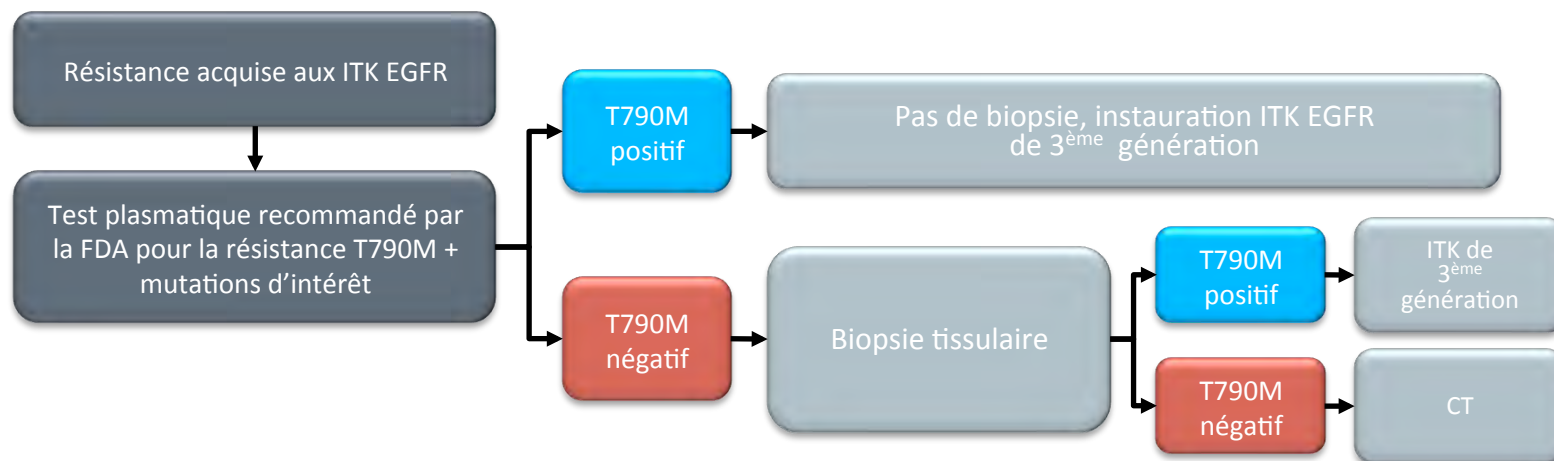 Résistance acquise aux ITK EGFR
Test plasmatique recommandé par
la FDA pour la résistance T790M +
mutations d’intérêt
T790M
positif
Pas de biopsie, instauration ITK EGFR
de 3ème génération
T790M
négatif
Biopsie tissulaire
T790M
positif
ITK de
3ème
génération
T790M
négatif
CT